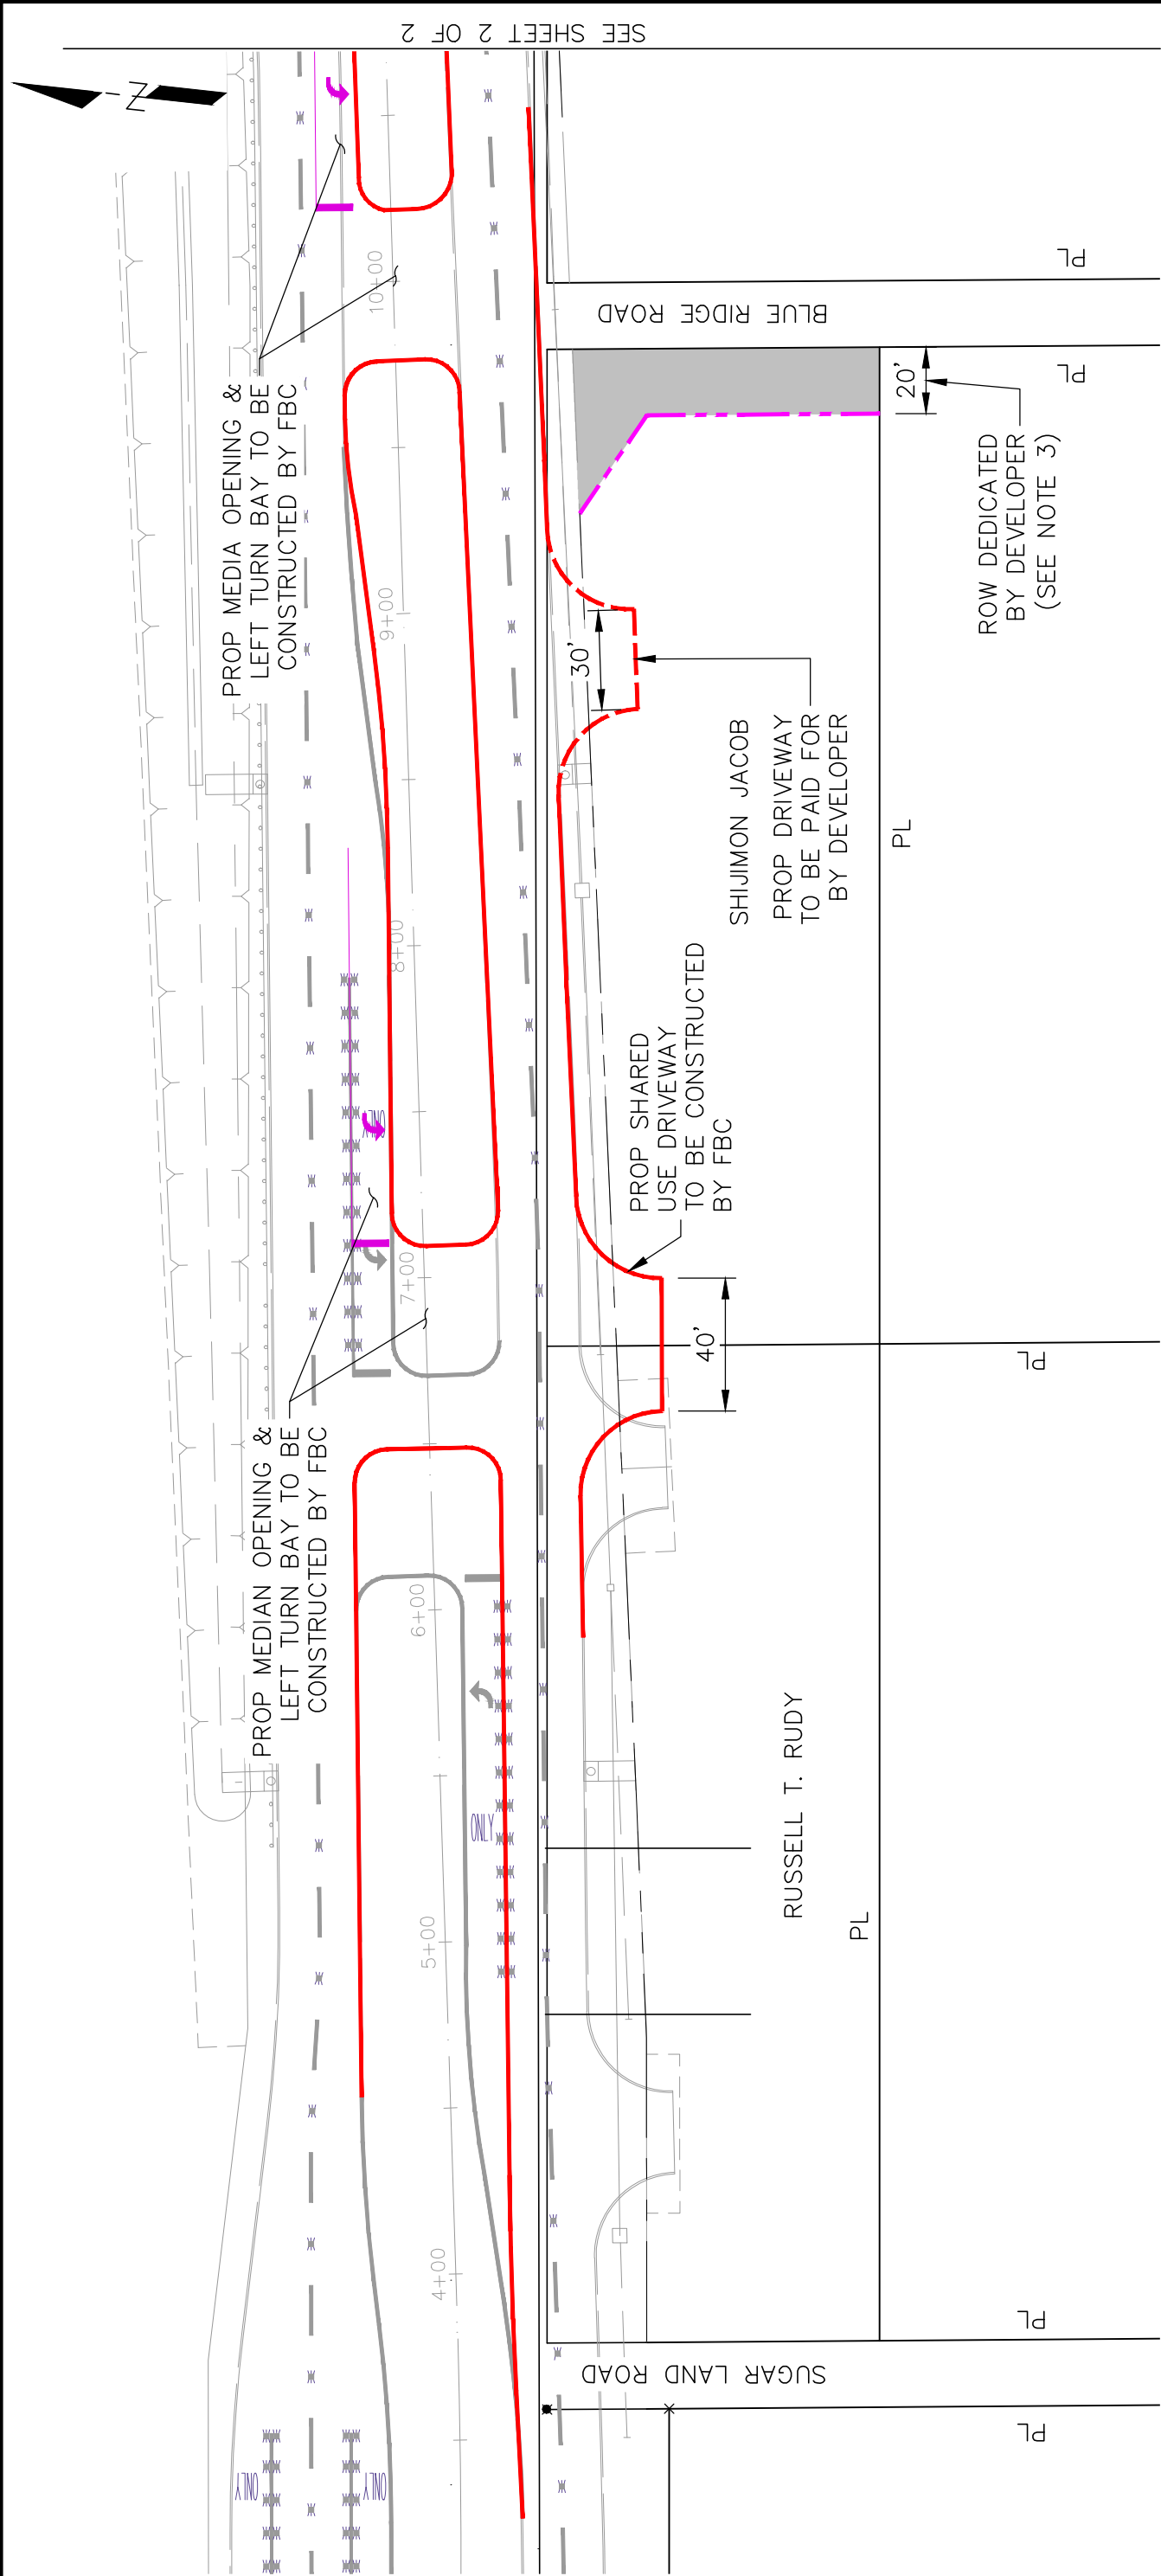 SEE SHEET 2 OF 2
N
PROP MEDIA OPENING &
LEFT TURN BAY TO BE
CONSTRUCTED BY FBC
10+00
9+00
8+00
7+00
6+00
5+00
4+00
BLUE RIDGE ROAD
PL
PL
20'
ROW DEDICATED
BY DEVELOPER
(SEE NOTE 3)
30'
SHIJIMON JACOB
PROP DRIVEWAY
TO BE PAID FOR
BY DEVELOPER
PL
PROP SHARED
USE DRIVEWAY
TO BE CONSTRUCTED
BY FBC
40'
PL
ONLY
PROP MEDIAN OPENING &
LEFT TURN BAY TO BE
CONSTRUCTED BY FBC
ONLY
RUSSELL T. RUDY
PL
PL
SUGAR LAND ROAD
PL
ONLY
ONLY